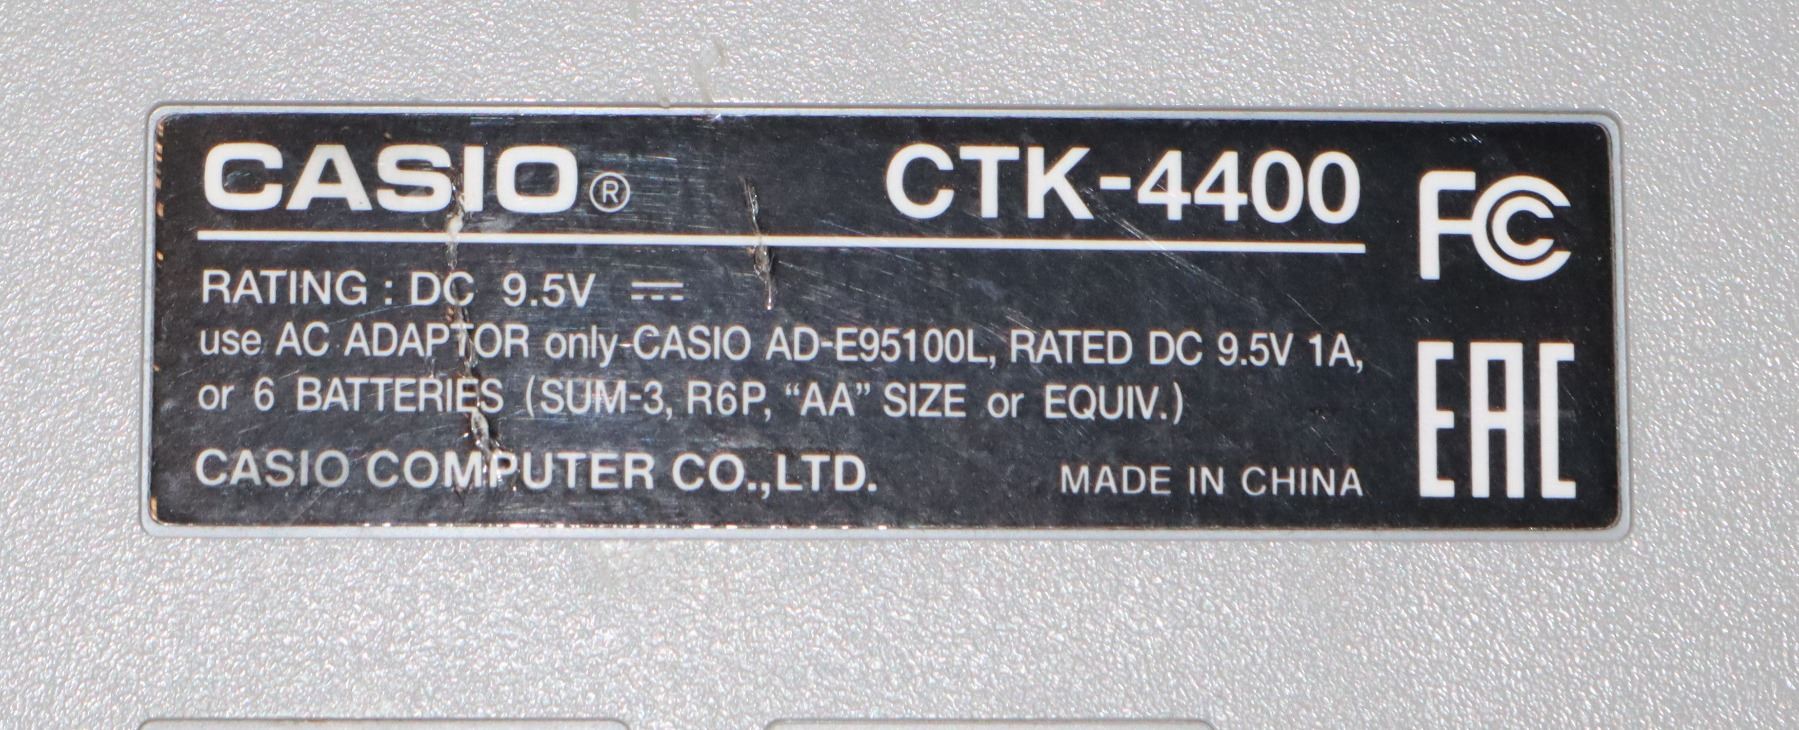 CASIO® CTK-4400
FC
RATING : DC 9.5V ⎓
use AC ADAPTOR only-CASIO AD-E95100L, RATED DC 9.5V 1A,
or 6 BATTERIES (SUM-3, R6P, “AA” SIZE or EQUIV.)
EAC
CASIO COMPUTER CO.,LTD. MADE IN CHINA